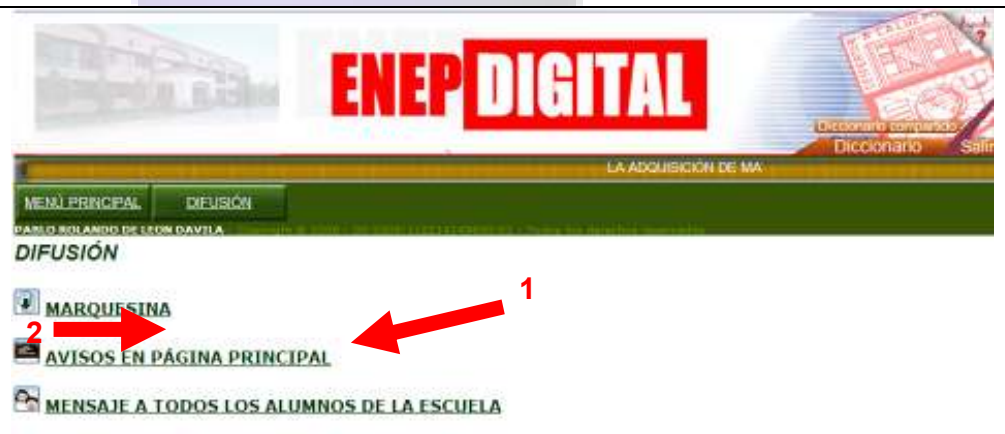 ENEP DIGITAL
Diccionario compartido
Diccionario Salir
LA ADQUISICIÓN DE MA
MENÚ PRINCIPAL DIFUSIÓN
PABLO ROLANDO DE LEON DAVILA
DIFUSIÓN
1
MARQUESINA
2
AVISOS EN PÁGINA PRINCIPAL
MENSAJE A TODOS LOS ALUMNOS DE LA ESCUELA